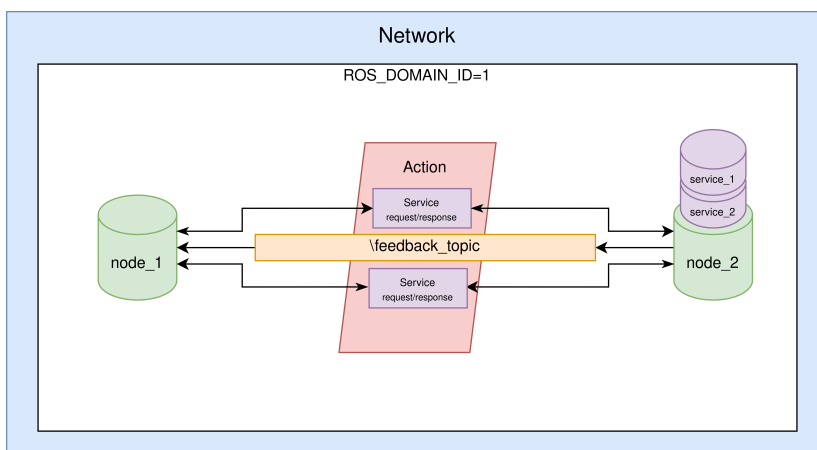 Network
ROS_DOMAIN_ID=1
Action
Service
request/response
\feedback_topic
Service
request/response
node_1
service_1
service_2
node_2